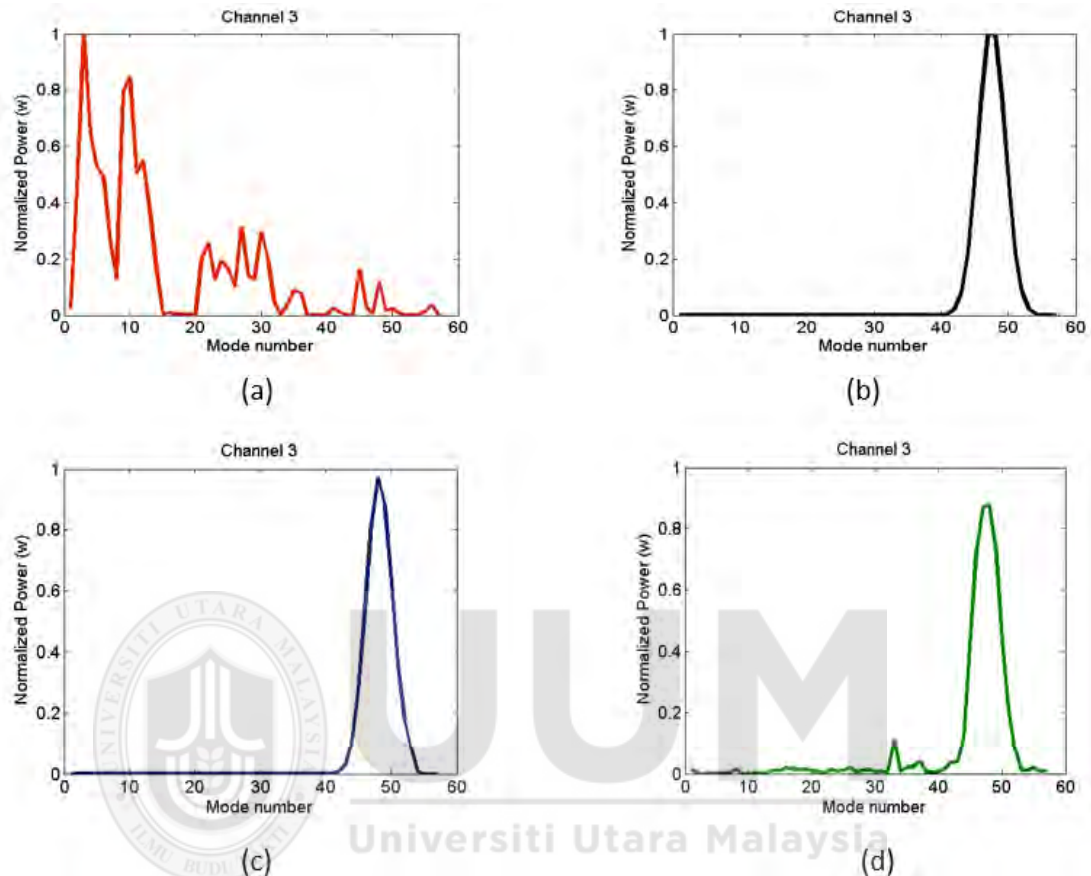 Channel 3
Normalized Power (w)
1
0.8
0.6
0.4
0.2
0
0 10 20 30 40 50 60
Mode number
(a)
Channel 3
Normalized Power (w)
1
0.8
0.6
0.4
0.2
0
0 10 20 30 40 50 60
Mode number
(b)
Channel 3
Normalized Power (w)
1
0.8
0.6
0.4
0.2
0
0 10 20 30 40 50 60
Mode number
(c)
Channel 3
Normalized Power (w)
1
0.8
0.6
0.4
0.2
0
0 10 20 30 40 50 60
Mode number
(d)
UNIVERSITI UTARA MALAYSIA
ILMU BUDI
UUM
Universiti Utara Malaysia